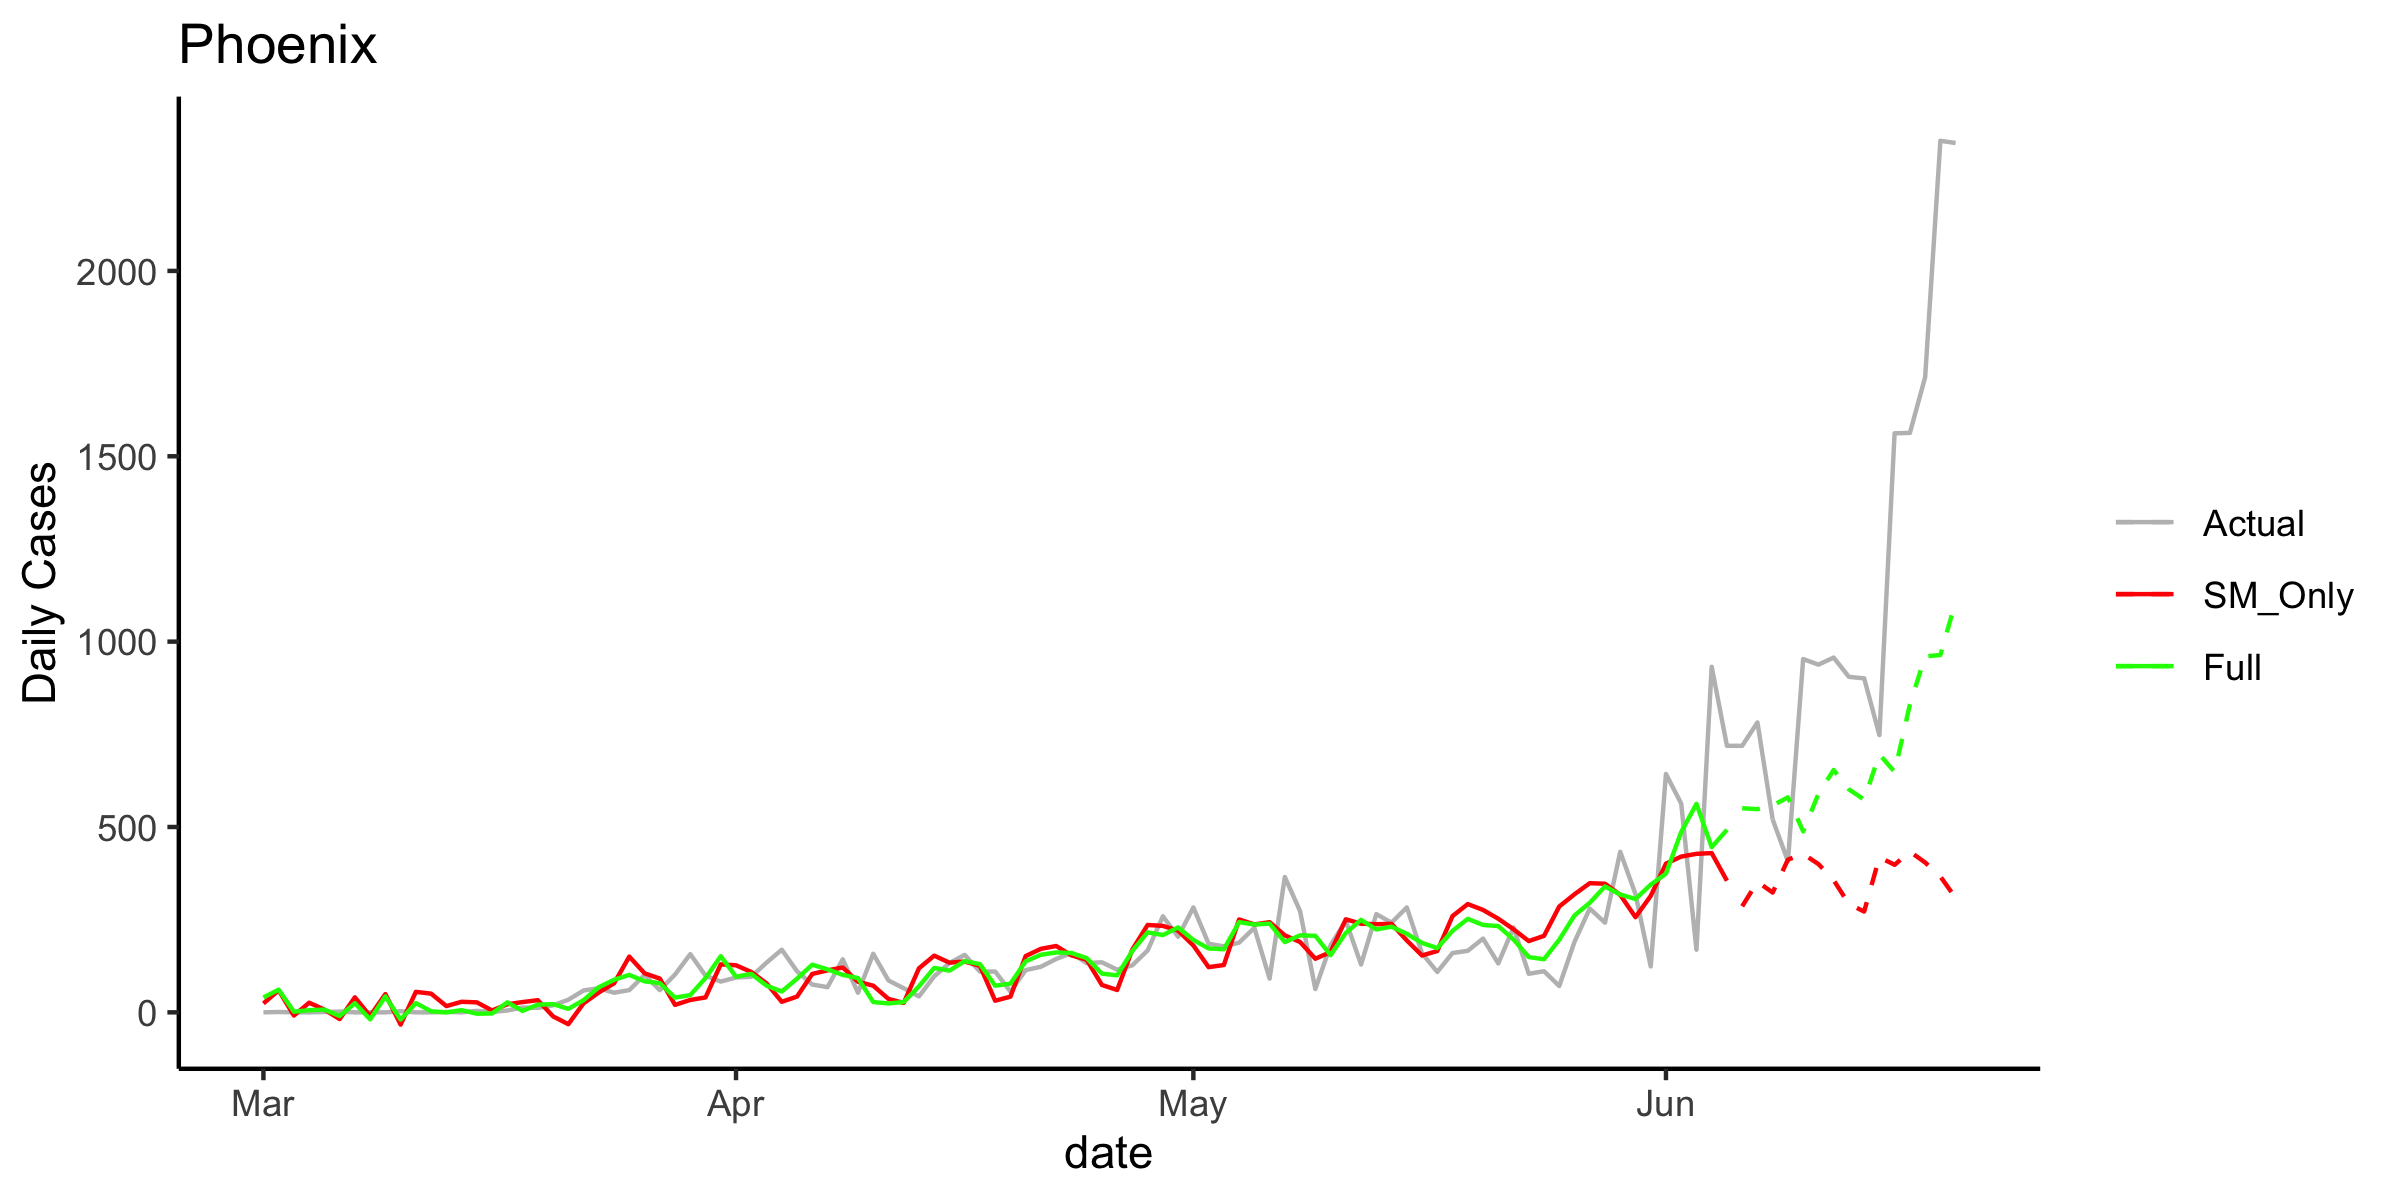 Phoenix
Daily Cases
2000
1500
1000
500
0
Mar
Apr
May
Jun
date
Actual
SM_Only
Full